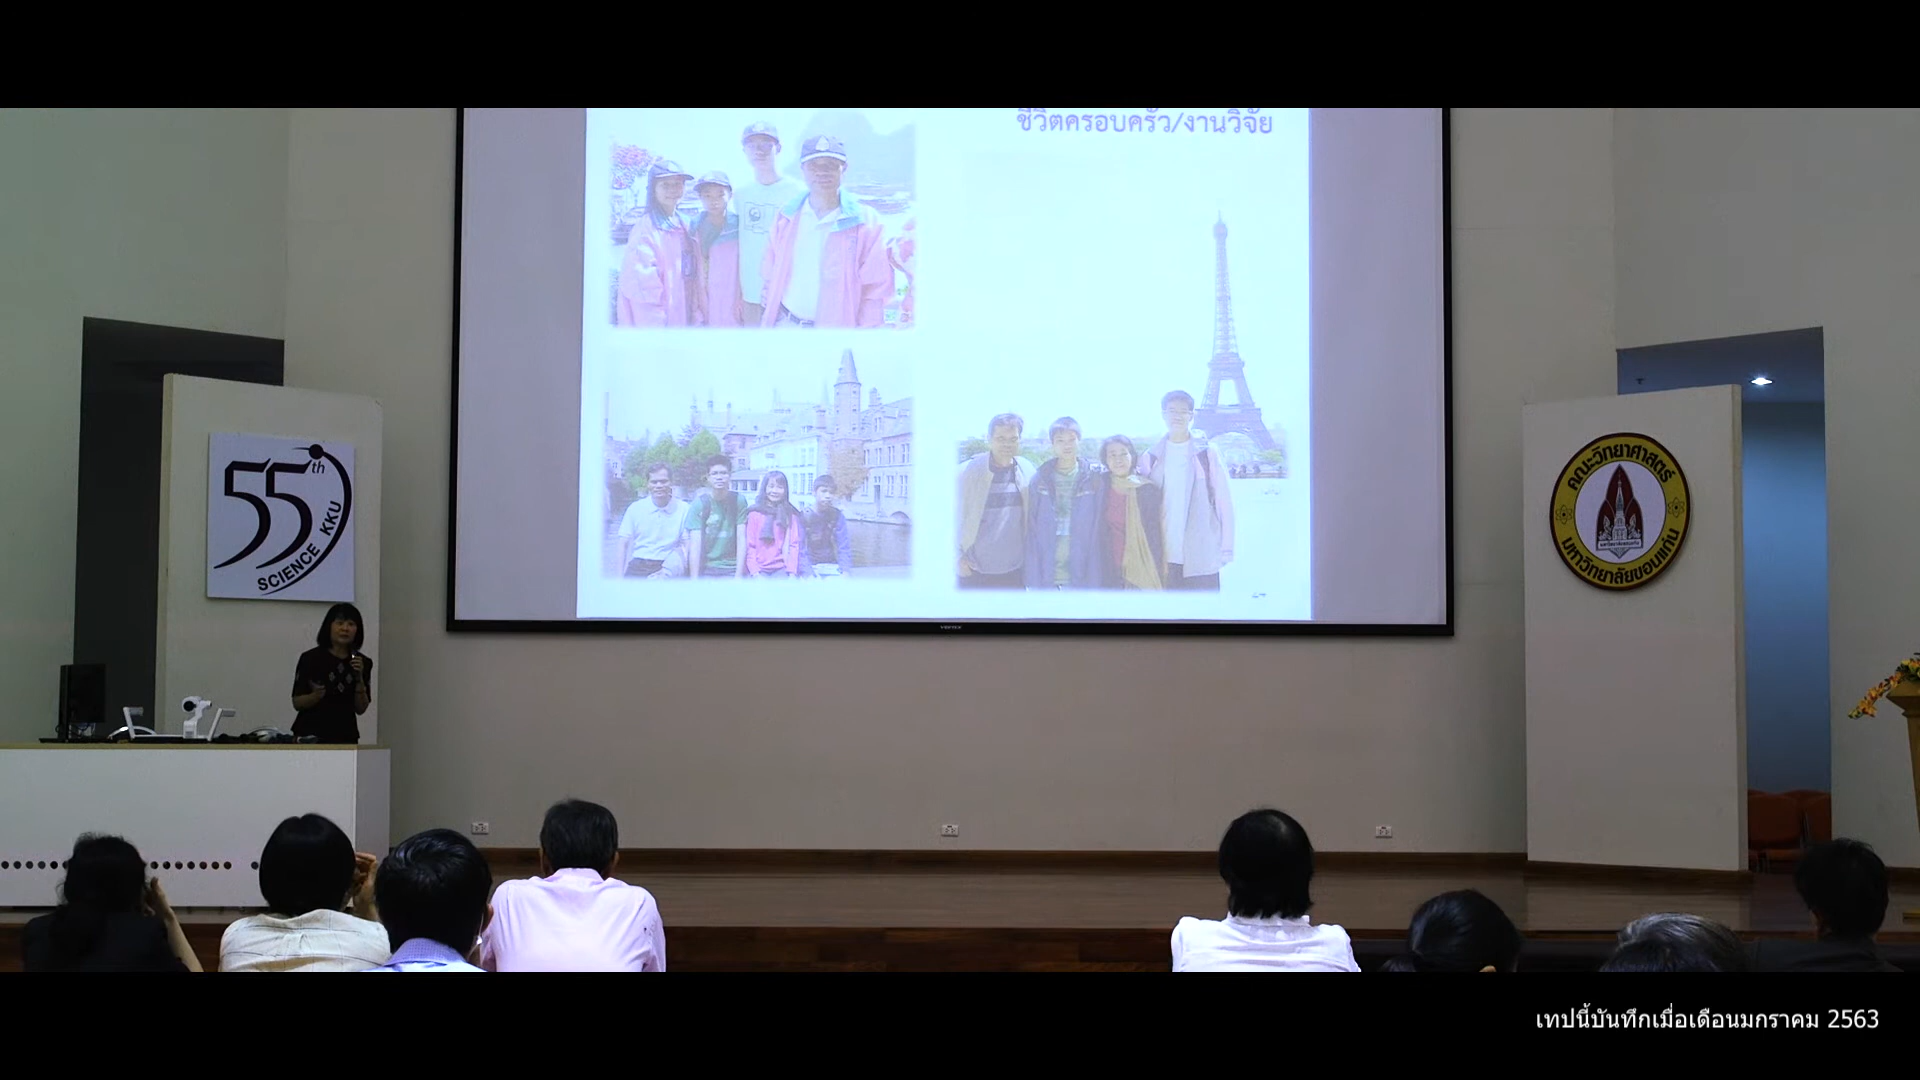 ชีวิตครอบครัว/งานวิจัย
55th
SCIENCE KKU
คณะวิทยาศาสตร์
มหาวิทยาลัยขอนแก่น
เทปนี้บันทึกเมื่อเดือนมกราคม 2563